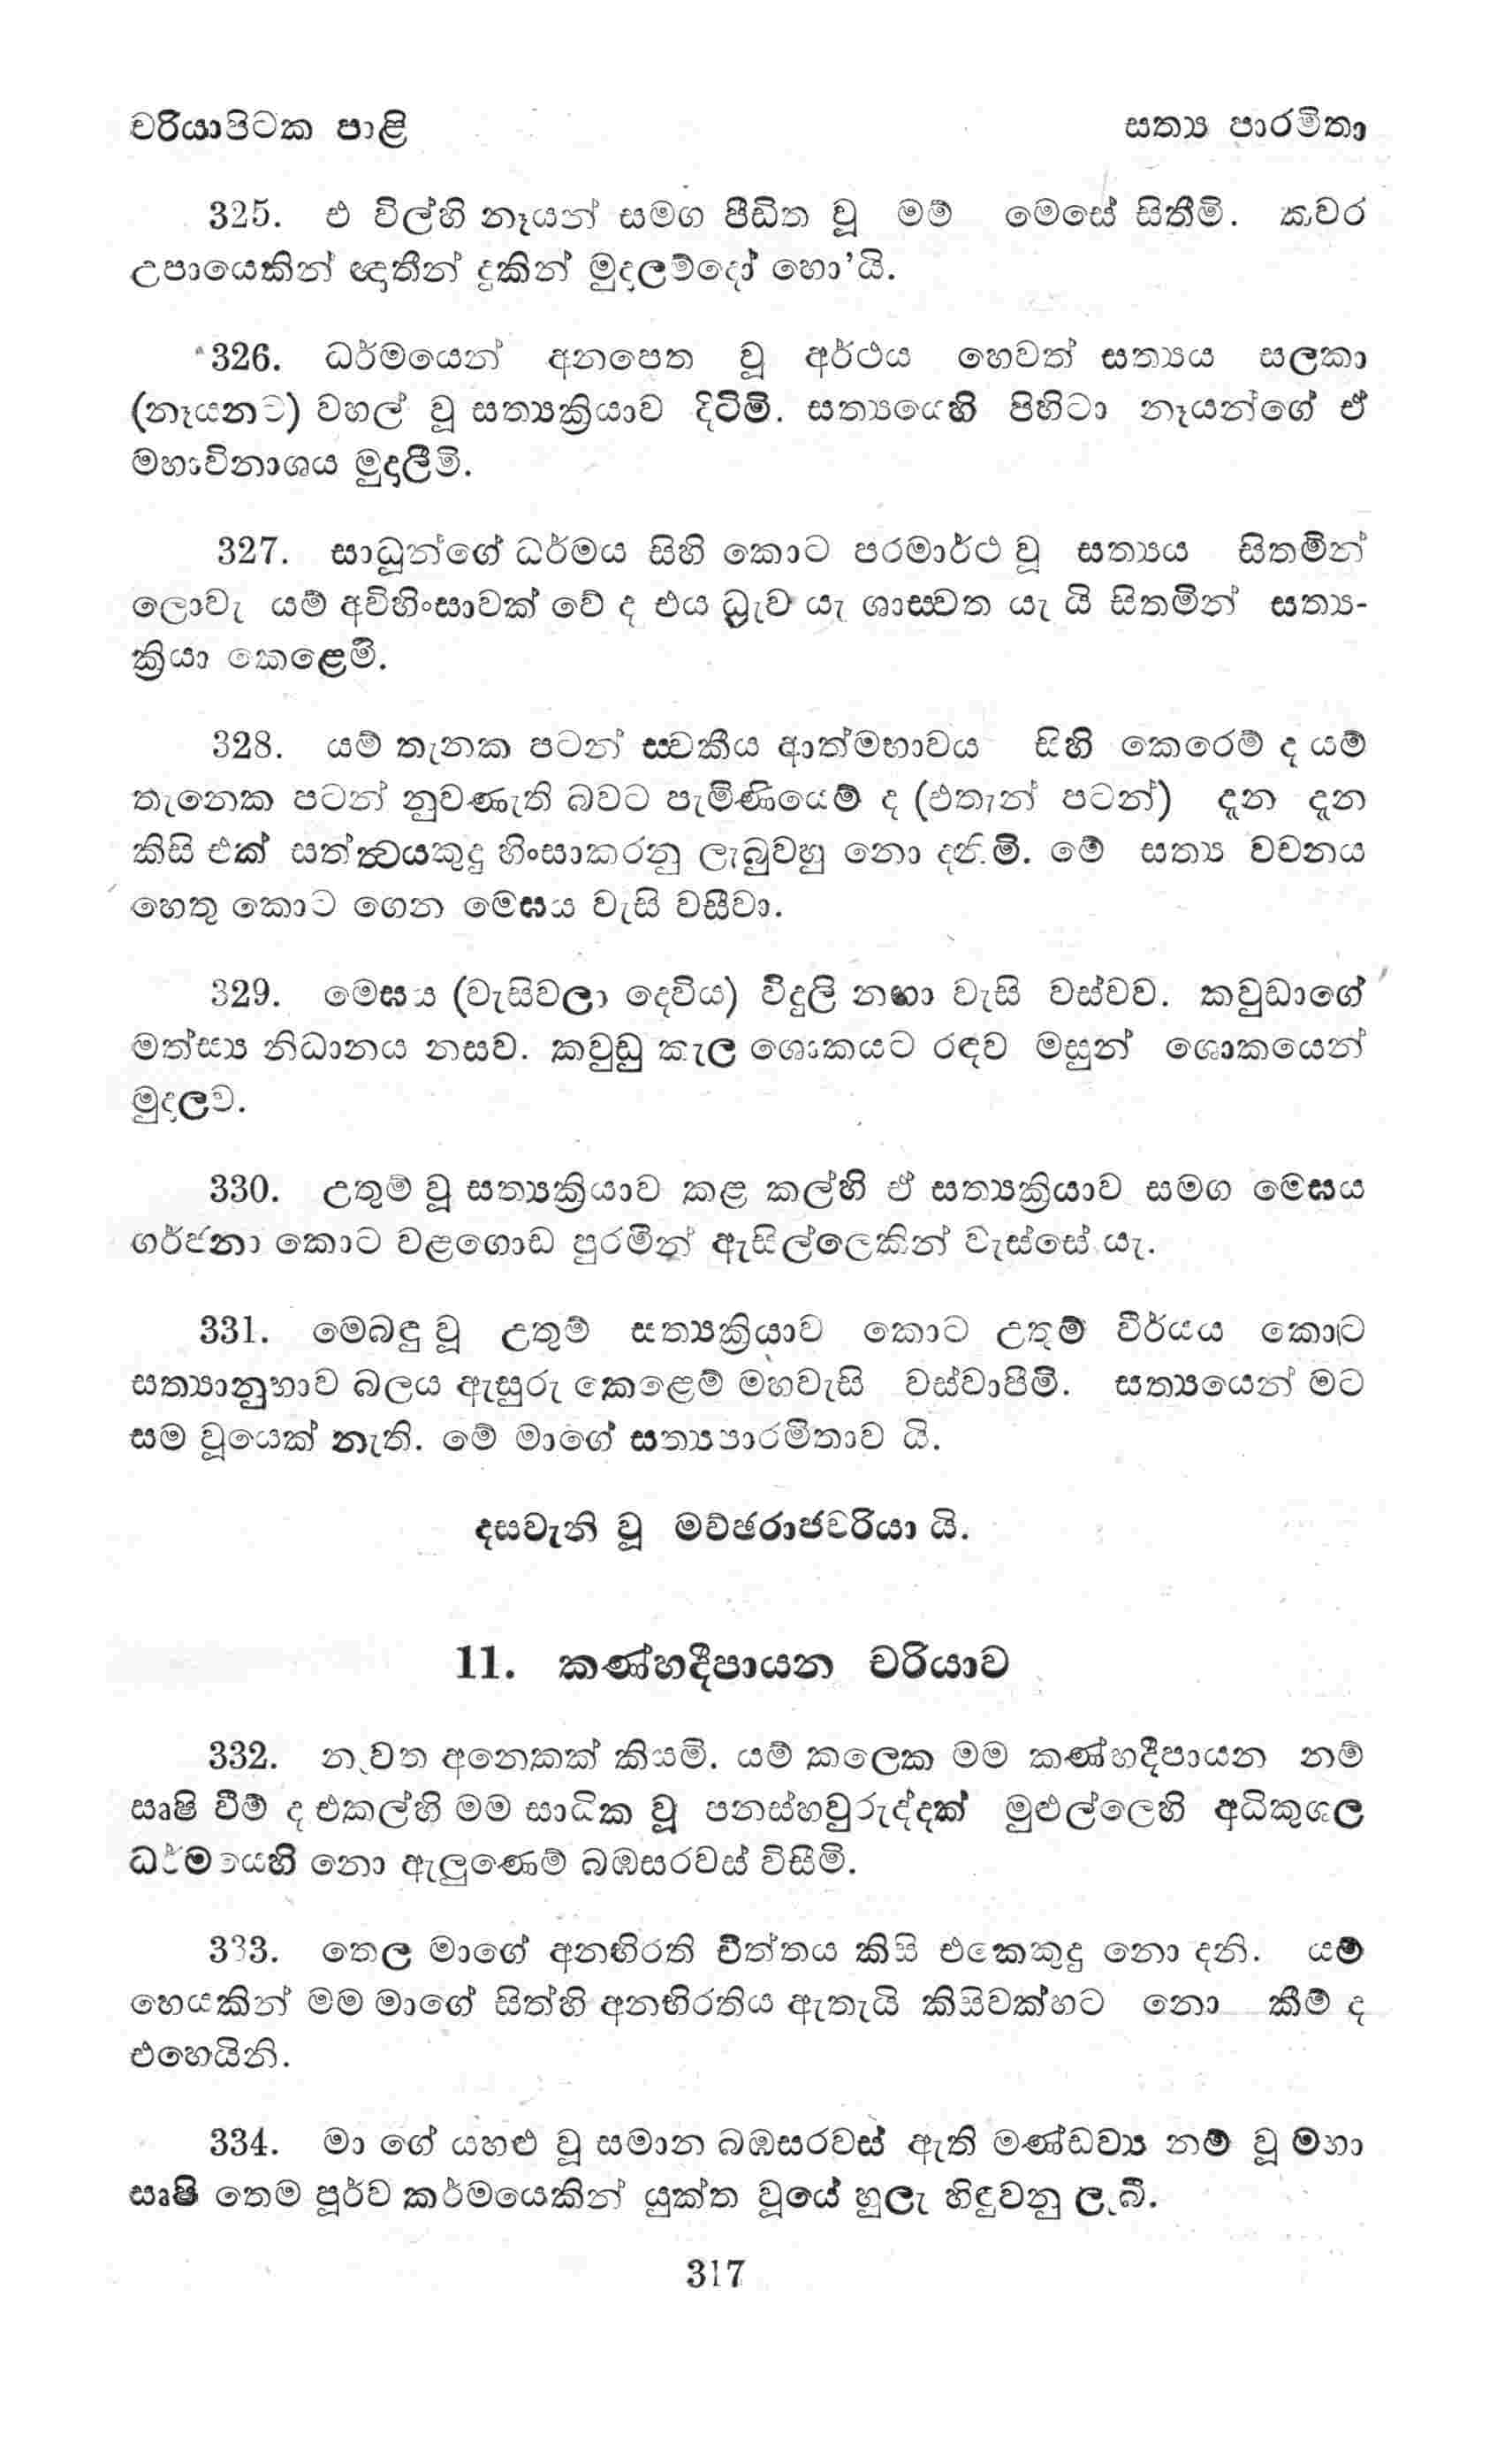 චරියාපිටක පාළි	සත්‍ය පාරමිතා
325. එ විල්හි නෑයන් සමග පීඩිත වූ මම් මෙසේ සිතීමි. කවර
උපායෙකින් ඥාතීන් දුකින් මුදාලම්දෝ හො’යි.
326. ධර්මයෙන් අනපෙත වූ අර්ථය හෙවත් සත්‍යය සලකා
(නෑයනට) වහල් වූ සත්‍යක්‍රියාව දිටිමි. සත්‍යයෙහි පිහිටා නෑයන්ගේ ඒ
මහාවිනාශය මුදාලීමි.
327. සාධූන්ගේ ධර්මය සිහි කොට පරමාර්ථ වූ සත්‍යය සිතමින්
ලොවැ යම් අවිහිංසාවක් වේ ද එය ධ්‍රැව යැ ශාස්වත යැ යි සිතමින් සත්‍ය-
ක්‍රියා කෙළෙමි.
328. යම් තැනක පටන් ස්වකීය ආත්මභාවය සිහි කෙරෙම් ද යම්
තැනෙක පටන් නුවණැති බවට පැමිණියෙම් ද (එතැන් පටන්) දැන දැන
කිසි එක් සත්ත්වයකුදු හිංසාකරනු ලැබුවහු නො දනිමි. මේ සත්‍ය වචනය
හෙතු කොට ගෙන මෙඝය වැසි වසීවා.
329. මෙඝය (වැසිවලා දෙවිය) විදුලි නඟා වැසි වස්වව. කවුඩාගේ
මත්ස්‍ය නිධානය නසව. කවුඩු කැල ශොකයට රඳව මසුන් ශොකයෙන්
මුදාලව.
330. උතුම් වූ සත්‍යක්‍රියාව කළ කල්හි ඒ සත්‍යක්‍රියාව සමග මෙඝය
ගර්ජනා කොට වළගොඩ පුරමින් ඇසිල්ලෙකින් වැස්සේ යැ.
331. මෙබඳු වූ උතුම් සත්‍යක්‍රියාව කොට උතුම් වීර්යය කොට
සත්‍යානුභාව බලය ඇසුරු කෙළෙම් මහවැසි වස්වාපීමි. සත්‍යයෙන් මට
සම වූයෙක් නැති. මේ මාගේ සත්‍යපාරමිතාව යි.
දසවැනි වූ මච්ඡරාජචරියා යි.
11. කණ්හදීපායන චරියාව
332. නැවත අනෙකක් කියමි. යම් කලෙක මම කණ්හදීපායන නම්
ඍෂි වීම් ද එකල්හි මම සාධික වූ පනස්හවුරුද්දක් මුළුල්ලෙහි අධිකුශල
ධර්මයෙහි නො ඇලුණෙම් බඹසරවස් විසීමි.
333. තෙල මාගේ අනභිරති චිත්තය කිසි එකෙකුදු නො දනි. යම්
හෙයකින් මම මාගේ සිත්හි අනභිරතිය ඇතැයි කිසිවක්හට නො කීම් ද
එහෙයිනි.
334. මා ගේ යහළු වූ සමාන බඹසරවස් ඇති මණ්ඩව්‍ය නම් වූ මහා
ඍෂි තෙම පූර්ව කර්මයෙකින් යුක්ත වූයේ හුලැ හිඳුවනු ලැබී.
317